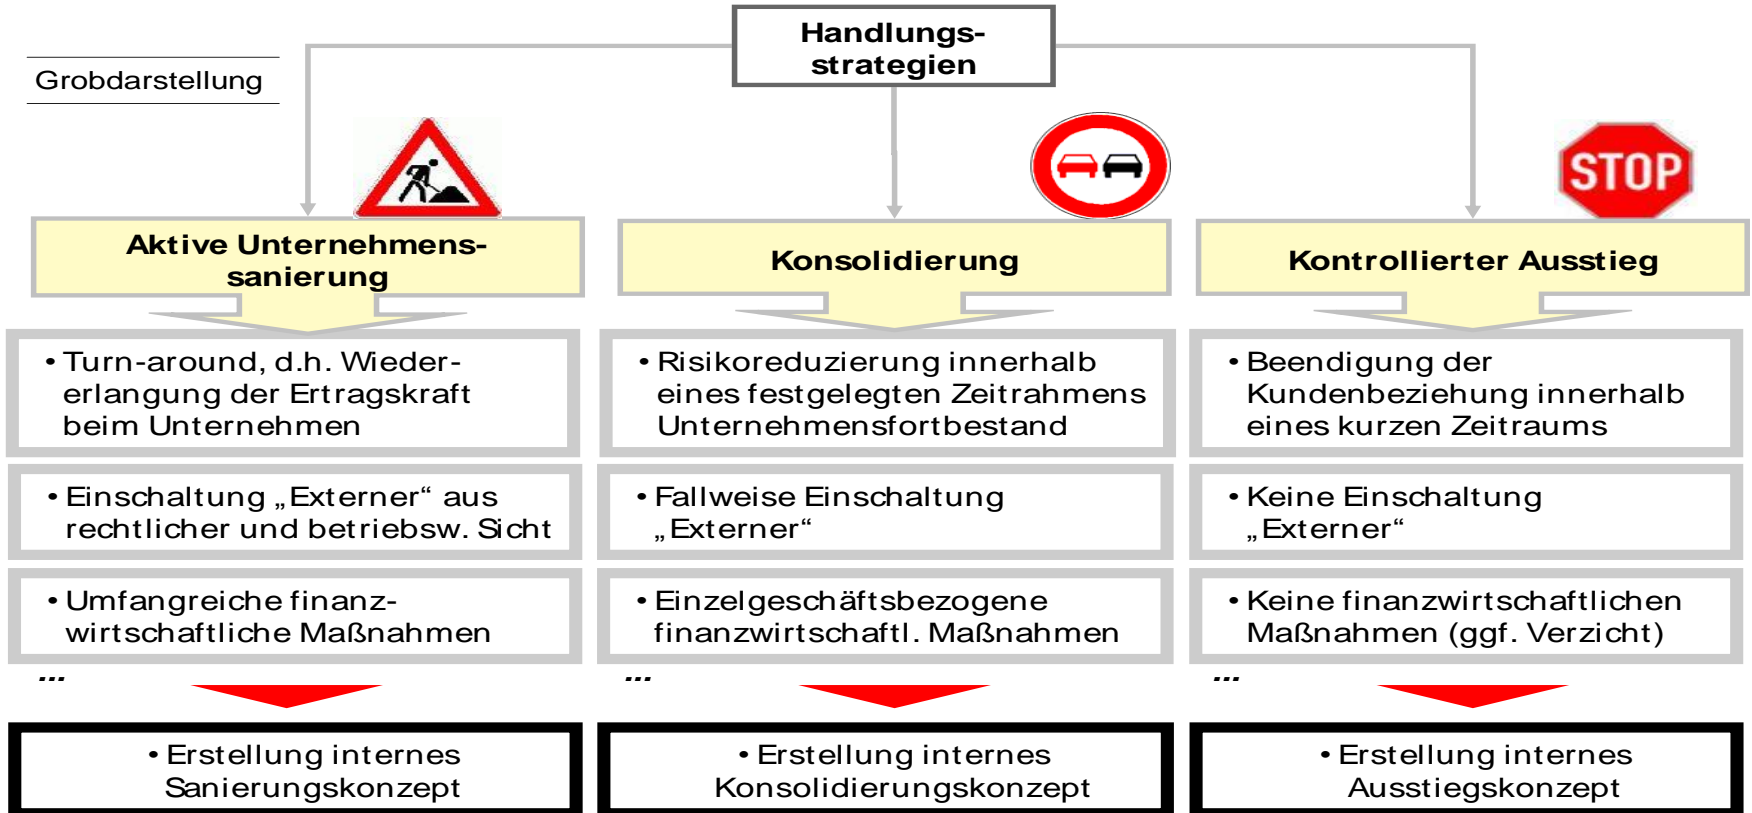 Handlungs-
strategien
Grobdarstellung
STOP
Aktive Unternehmens-
sanierung
Konsolidierung
Kontrollierter Ausstieg
• Turn-around, d.h. Wieder-
erlangung der Ertragskraft
beim Unternehmen
• Risikoreduzierung innerhalb
eines festgelegten Zeitrahmens
Unternehmensfortbestand
• Beendigung der
Kundenbeziehung innerhalb
eines kurzen Zeitraums
• Einschaltung „Externer“ aus
rechtlicher und betriebsw. Sicht
• Fallweise Einschaltung
„Externer“
• Keine Einschaltung
„Externer“
• Umfangreiche finanz-
wirtschaftliche Maßnahmen
• Einzelgeschäftsbezogene
finanzwirtschaftl. Maßnahmen
• Keine finanzwirtschaftlichen
Maßnahmen (ggf. Verzicht)
...
...
...
• Erstellung internes
Sanierungskonzept
• Erstellung internes
Konsolidierungskonzept
• Erstellung internes
Ausstiegskonzept